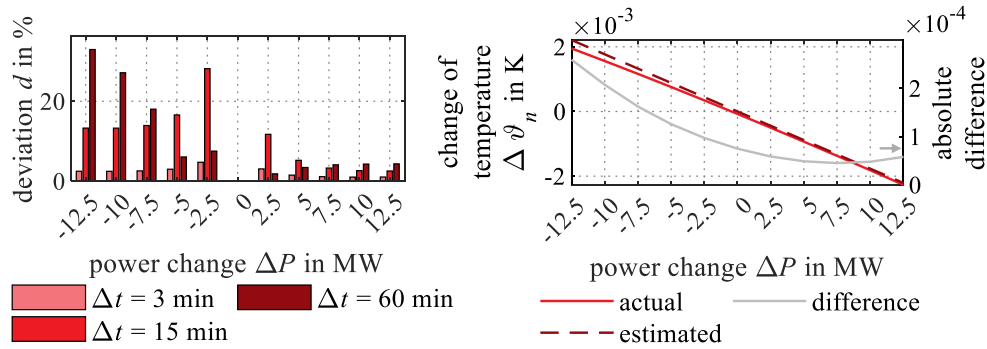 deviation d in %
20
0
-12.5
-10
-7.5
-5
-2.5
0
2.5
5
7.5
10
12.5
power change ΔP in MW
Δt = 3 min
Δt = 60 min
Δt = 15 min
×10⁻³
×10⁻⁴
change of
temperature
Δ ϑₙ in K
2
0
-2
2
1
0
absolute
difference
-12.5
-10
-7.5
-5
-2.5
0
2.5
5
7.5
10
12.5
power change ΔP in MW
actual
difference
estimated